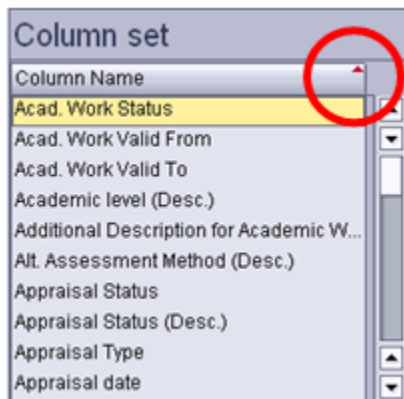 Column set
Column Name
Acad. Work Status
Acad. Work Valid From
Acad. Work Valid To
Academic level (Desc.)
Additional Description for Academic W...
Alt. Assessment Method (Desc.)
Appraisal Status
Appraisal Status (Desc.)
Appraisal Type
Appraisal date